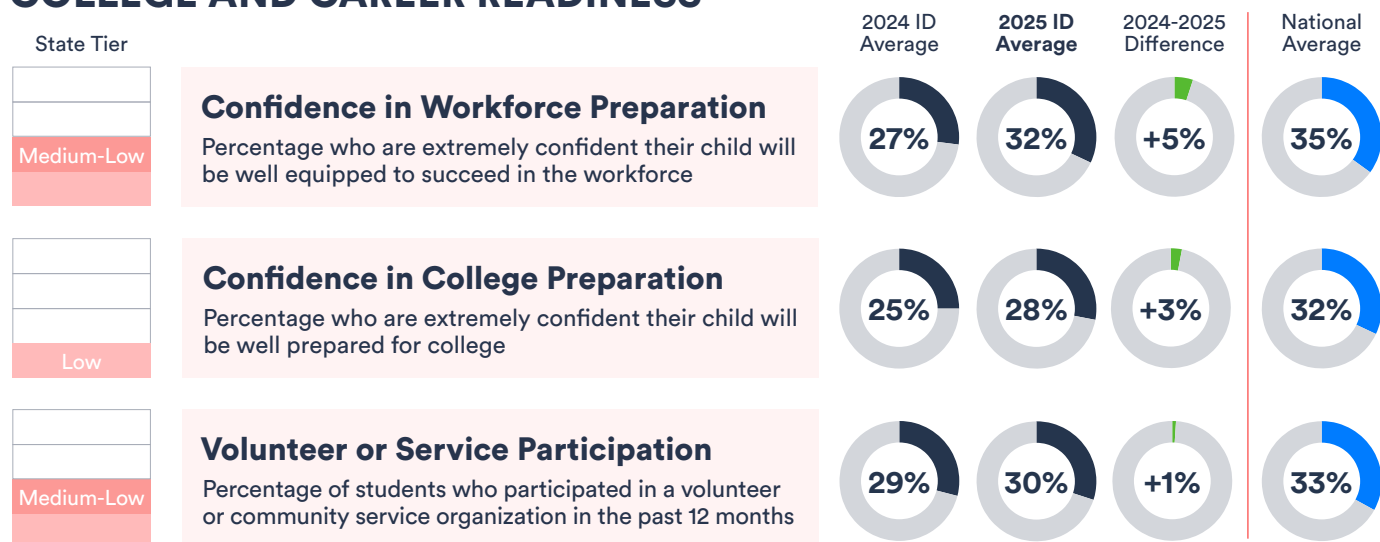 COLLEGE AND CAREER READINESS
State Tier
2024 ID
Average
2025 ID
Average
2024-2025
Difference
National
Average
Medium-Low
Confidence in Workforce Preparation
Percentage who are extremely confident their child will
be well equipped to succeed in the workforce
27%
32%
+5%
35%
Low
Confidence in College Preparation
Percentage who are extremely confident their child will
be well prepared for college
25%
28%
+3%
32%
Medium-Low
Volunteer or Service Participation
Percentage of students who participated in a volunteer
or community service organization in the past 12 months
29%
30%
+1%
33%